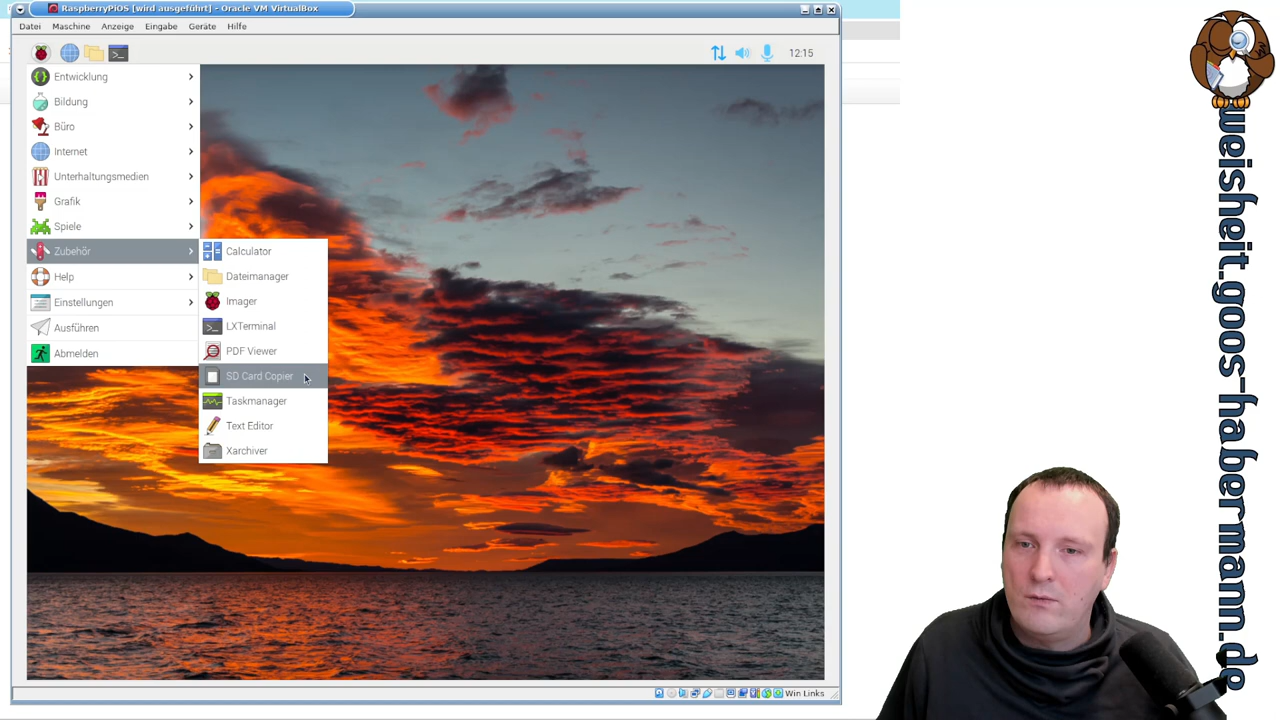 RaspberryPiOS [wird ausgeführt] - Oracle VM VirtualBox
Datei Maschine Anzeige Eingabe Geräte Hilfe
12:15
Entwicklung
Bildung
Büro
Internet
Unterhaltungsmedien
Grafik
Spiele
Zubehör
Help
Einstellungen
Ausführen
Abmelden
Calculator
Dateimanager
Imager
LXTerminal
PDF Viewer
SD Card Copier
Taskmanager
Text Editor
Xarchiver
Win Links
weisheit.goos-habermann.de